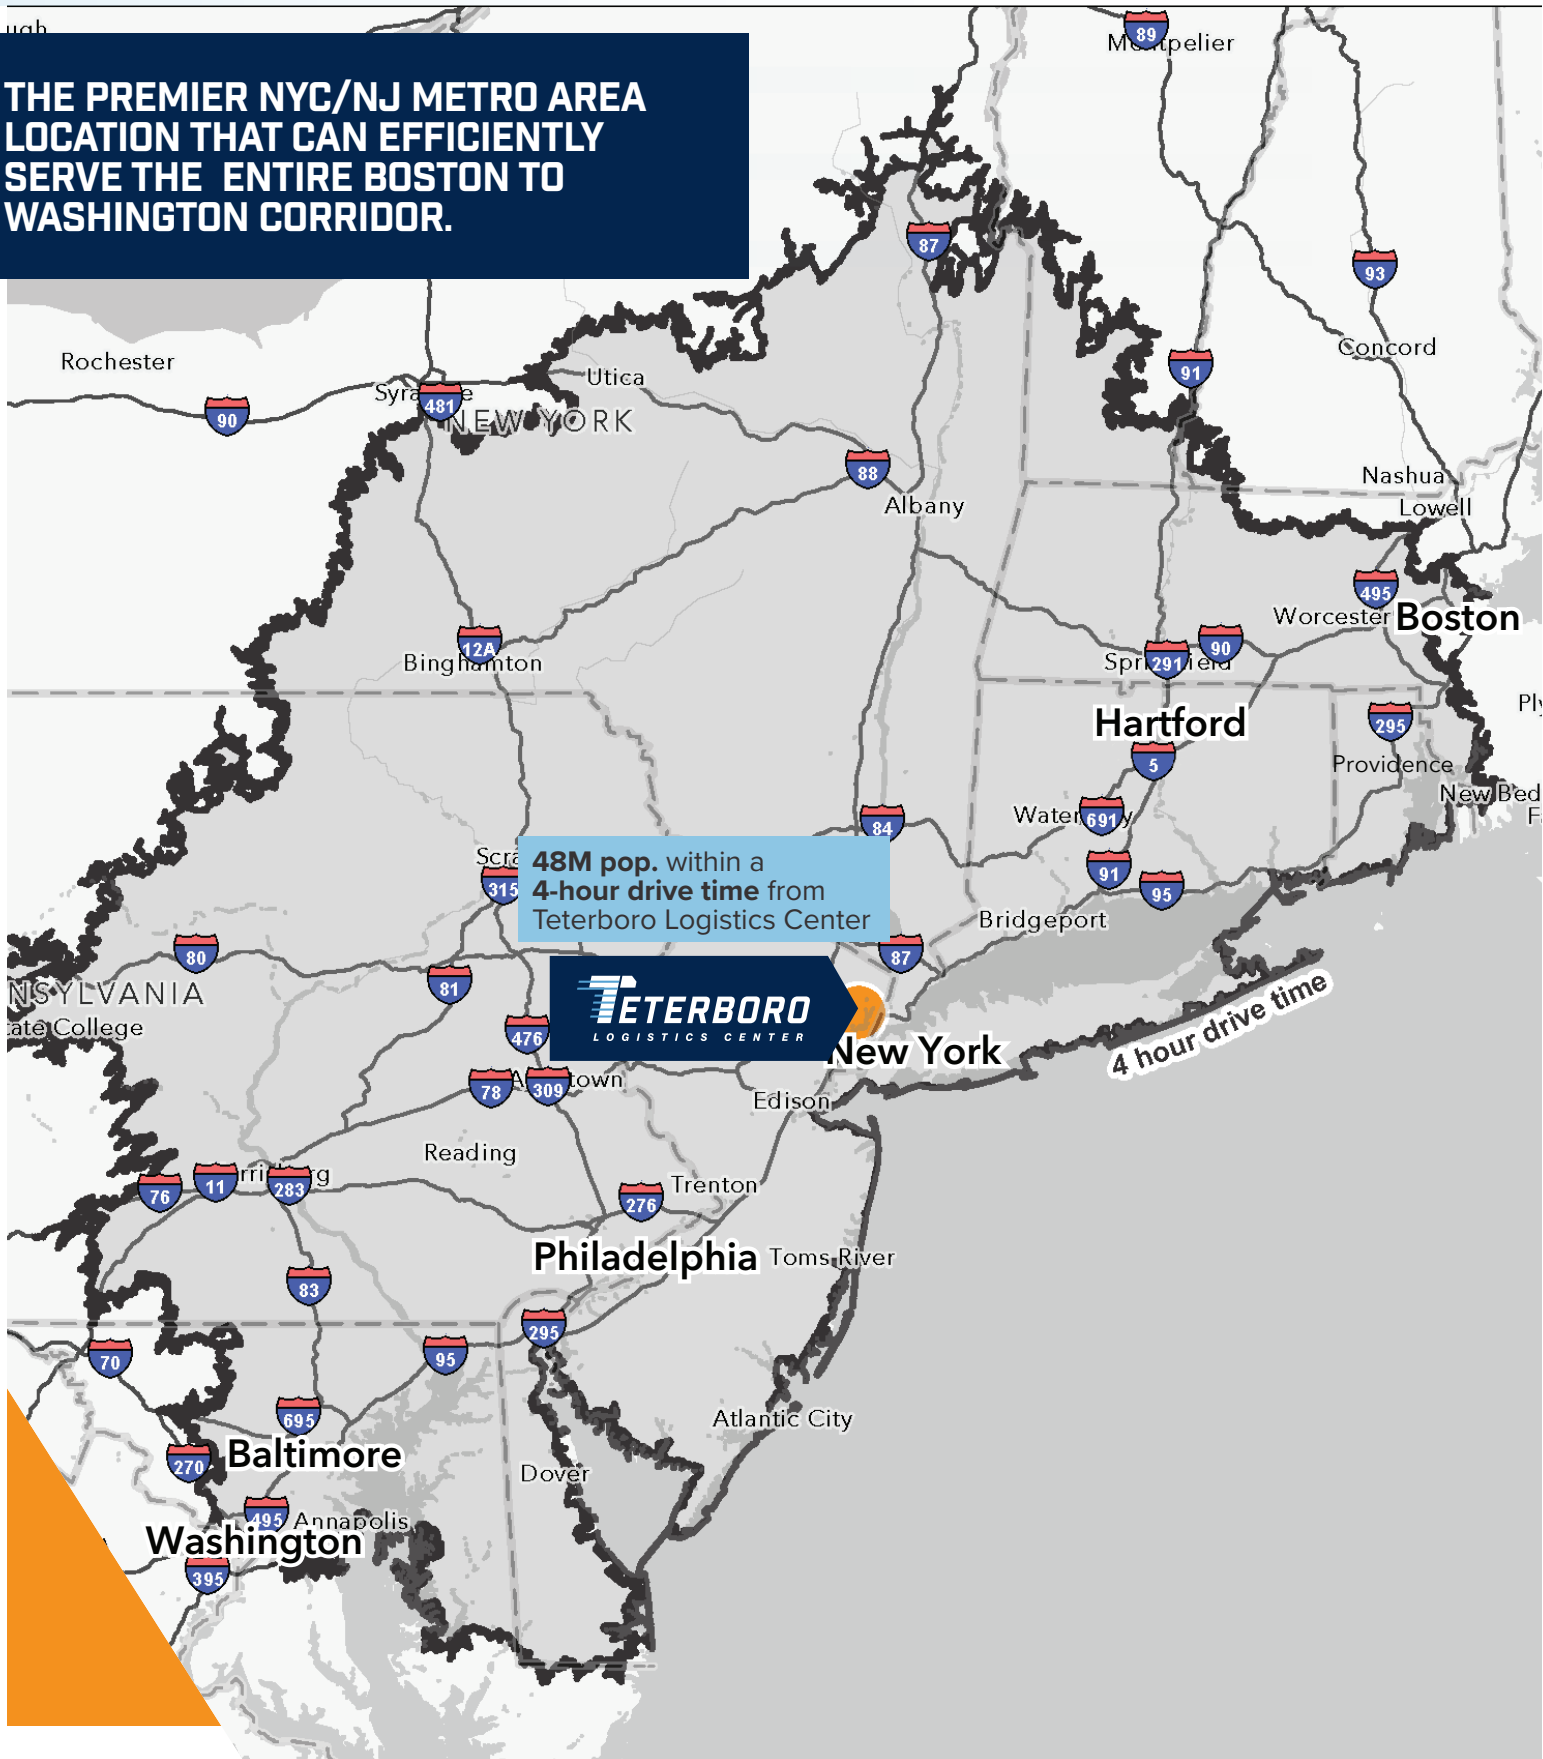 THE PREMIER NYC/NJ METRO AREA
LOCATION THAT CAN EFFICIENTLY
SERVE THE ENTIRE BOSTON TO
WASHINGTON CORRIDOR.
89
87
93
Concord
Rochester
91
Utica
481
90
NEW YORK
88
Nashua
Albany
Lowell
495
Worcester
Boston
12A
90
Binghamton
291
Hartford
295
5
Providence
691
84
48M pop. within a
4-hour drive time from
Teterboro Logistics Center
315
91
95
Bridgeport
80
87
81
TETERBORO
LOGISTICS CENTER
476
4 hour drive time
New York
78
309
town
Edison
Reading
76
11
283
276
Trenton
Philadelphia
Toms River
83
295
70
95
695
Atlantic City
Baltimore
270
Dover
495
Annapolis
Washington
395